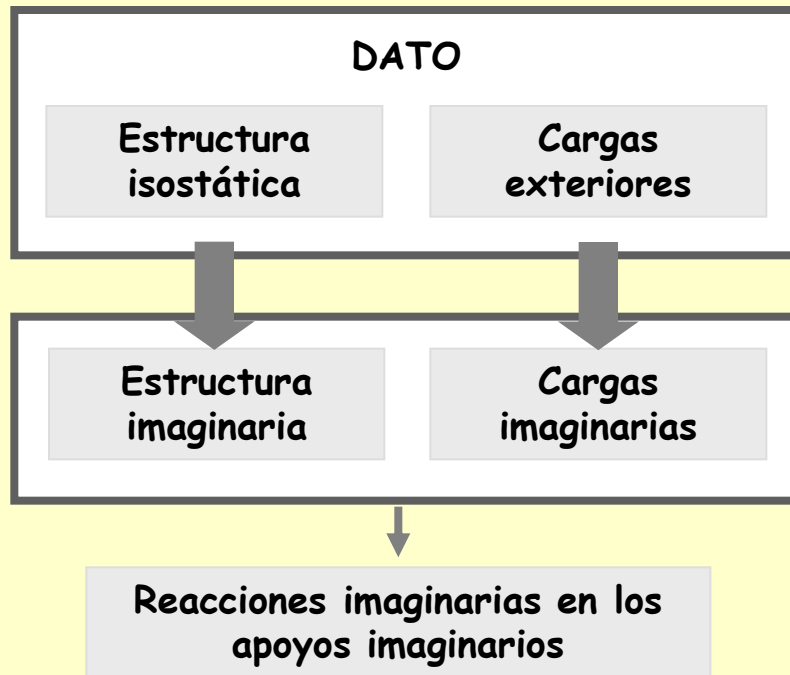 DATO
Estructura
isostática
Cargas
exteriores
Estructura
imaginaria
Cargas
imaginarias
Reacciones imaginarias en los
apoyos imaginarios